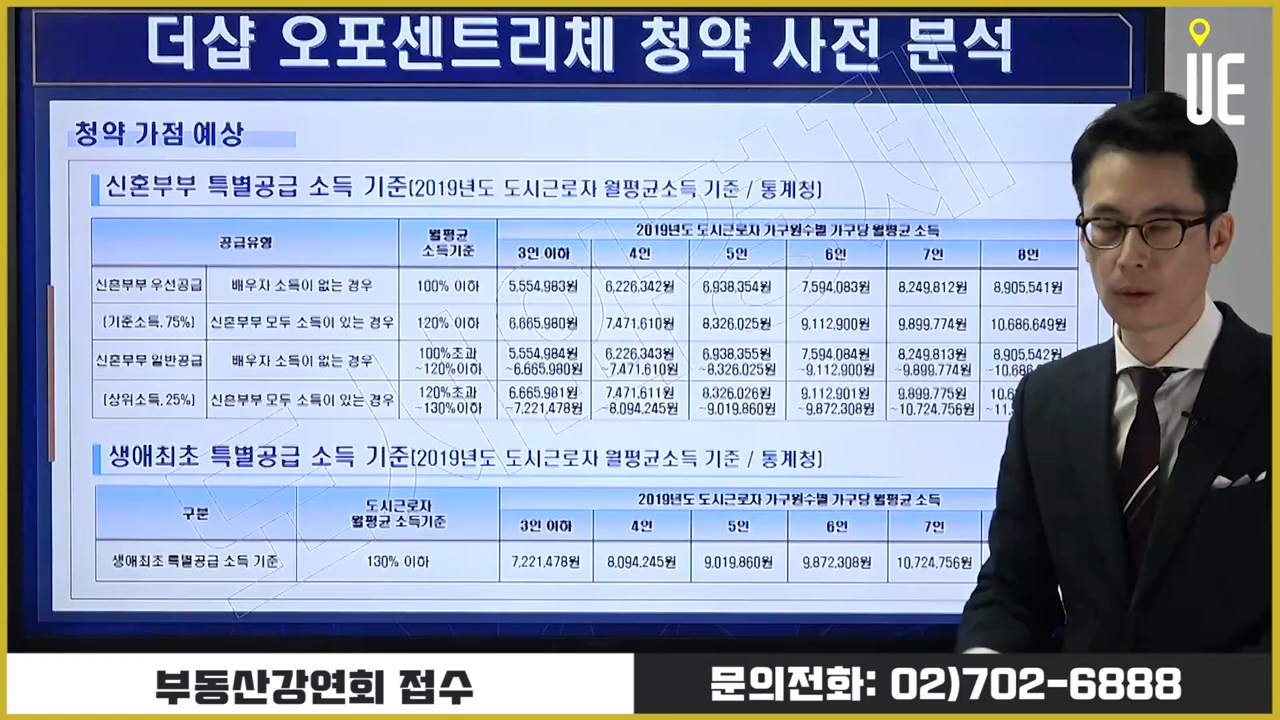 더샵 오포센트리체 청약 사전 분석
UE
청약 가점 예상
신혼부부 특별공급 소득 기준(2019년도 도시근로자 월평균소득 기준 / 통계청)
공급유형 월평균 소득기준 2019년도 도시근로자 가구원수별 가구당 월평균 소득
3인 이하 4인 5인 6인 7인 8인
신혼부부 우선공급 배우자 소득이 없는 경우 100% 이하 5,554,983원 6,226,342원 6,938,354원 7,594,083원 8,249,812원 8,905,541원
(기준소득, 75%) 신혼부부 모두 소득이 있는 경우 120% 이하 6,665,980원 7,471,610원 8,326,025원 9,112,900원 9,899,774원 10,686,649원
신혼부부 일반공급 배우자 소득이 없는 경우 100%초과 5,554,984원 6,226,343원 6,938,355원 7,594,084원 8,249,813원 8,905,542원
~120%이하 ~6,665,980원 ~7,471,610원 ~8,326,025원 ~9,112,900원 ~9,899,774원
(상위소득, 25%) 신혼부부 모두 소득이 있는 경우 120%초과 6,665,981원 7,471,611원 8,326,026원 9,112,901원 9,899,775원
~130%이하 ~7,221,478원 ~8,094,245원 ~9,019,860원 ~9,872,308원 ~10,724,756원
생애최초 특별공급 소득 기준(2019년도 도시근로자 월평균소득 기준 / 통계청)
구분 도시근로자 월평균 소득기준 2019년도 도시근로자 가구원수별 가구당 월평균 소득
3인 이하 4인 5인 6인 7인
생애최초 특별공급 소득 기준 130% 이하 7,221,478원 8,094,245원 9,019,860원 9,872,308원 10,724,756원
부동산강연회 접수
문의전화: 02)702-6888